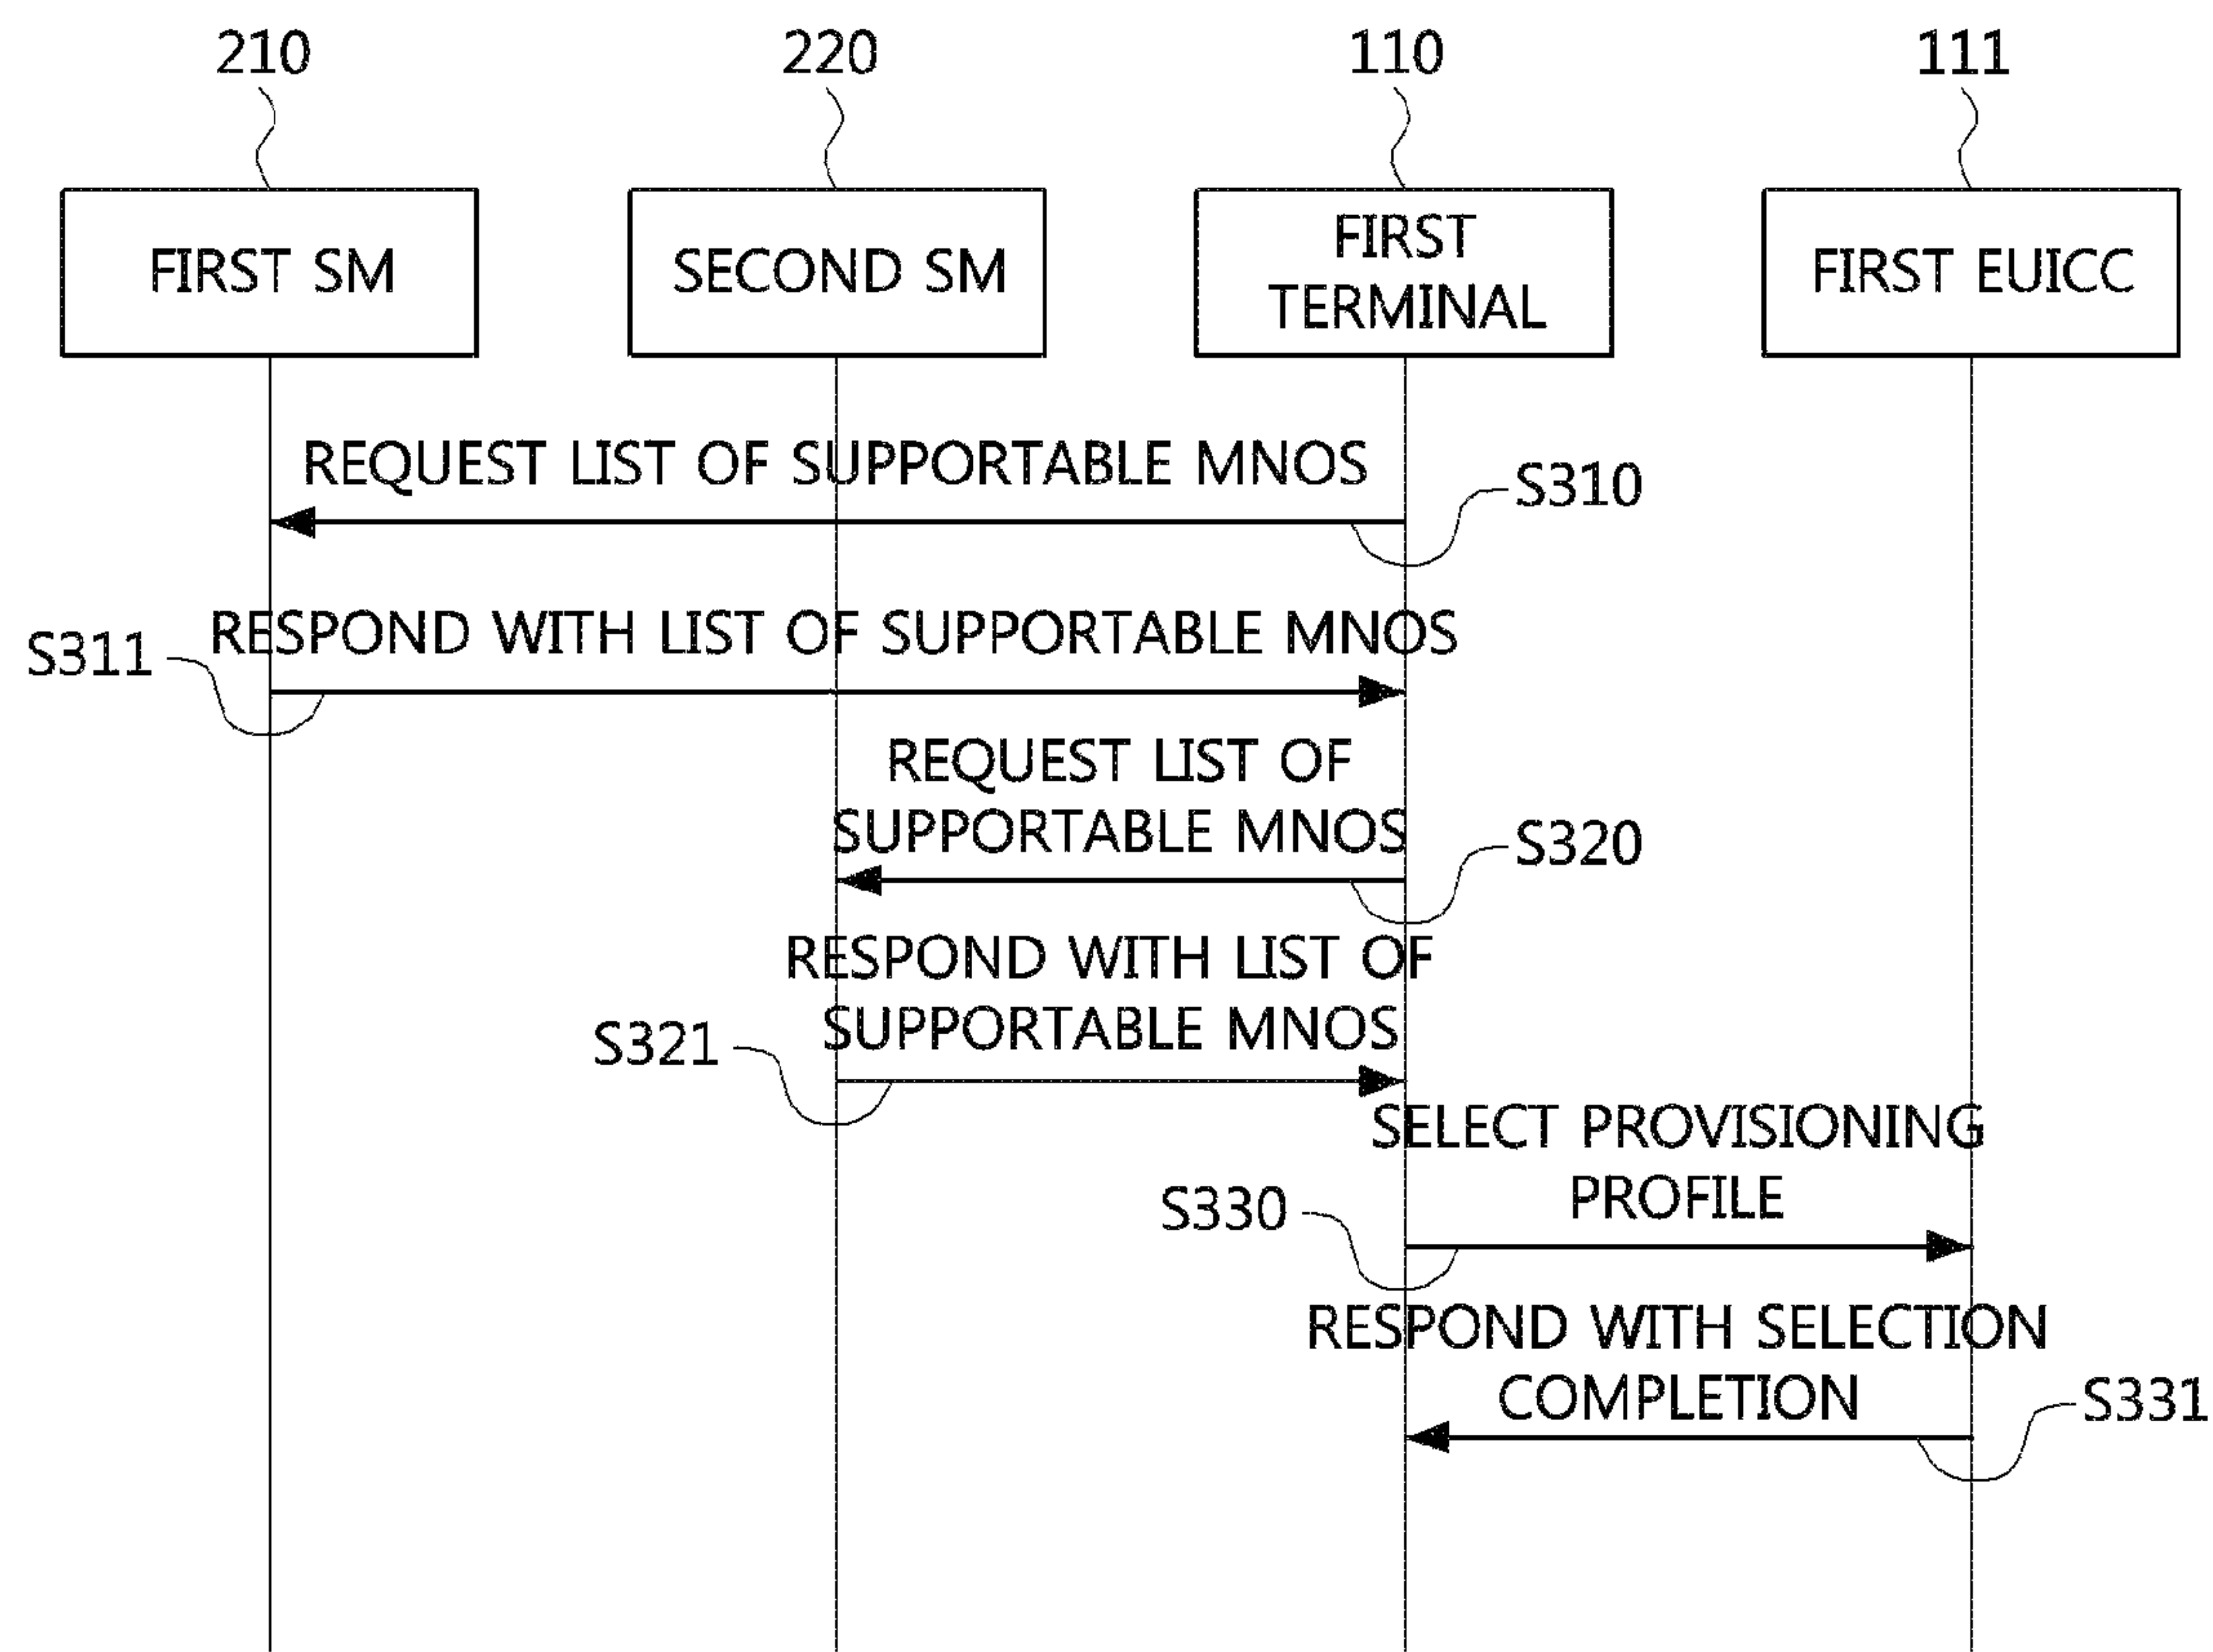 210
220
110
111
FIRST SM
SECOND SM
FIRST
TERMINAL
FIRST EUICC
REQUEST LIST OF SUPPORTABLE MNOS
S310
RESPOND WITH LIST OF SUPPORTABLE MNOS
S311
REQUEST LIST OF
SUPPORTABLE MNOS
S320
RESPOND WITH LIST OF
SUPPORTABLE MNOS
S321
SELECT PROVISIONING
PROFILE
S330
RESPOND WITH SELECTION
COMPLETION
S331